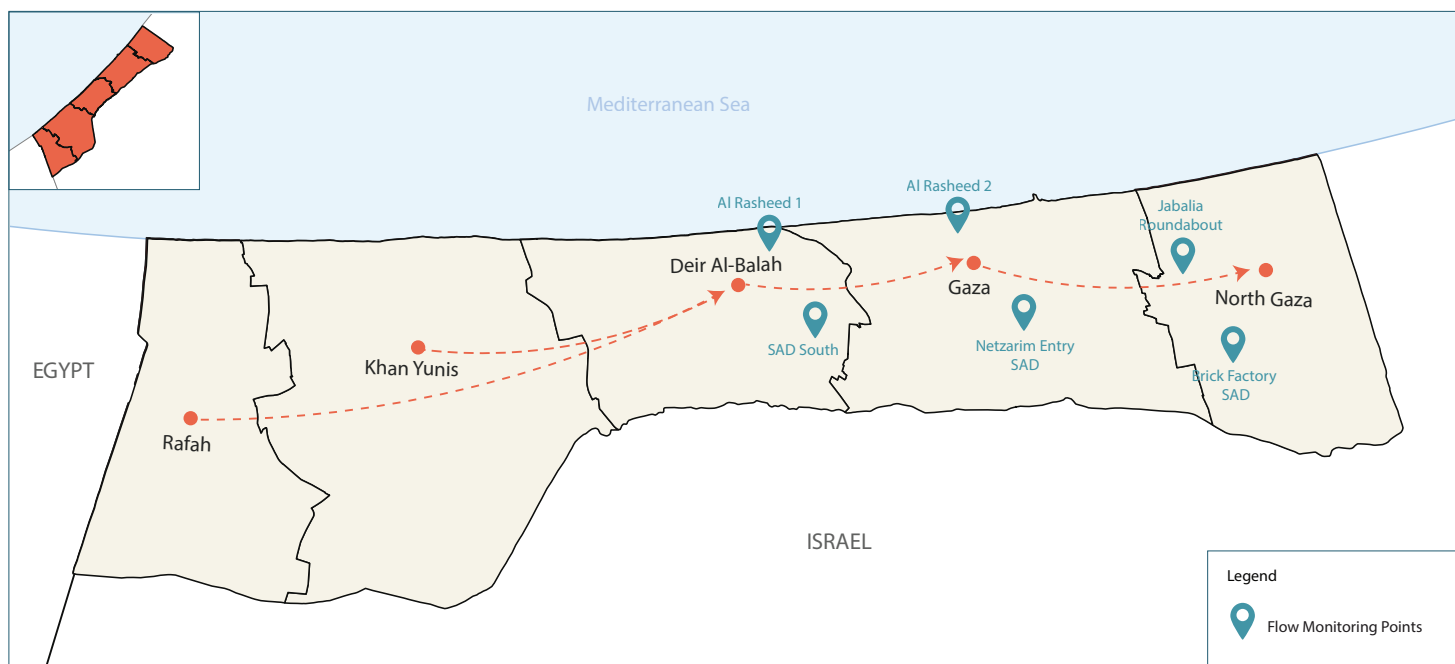 Mediterranean Sea
Al Rasheed 1
Al Rasheed 2
Jabalia
Roundabout
Deir Al-Balah
Gaza
North Gaza
SAD South
Netzarim Entry
SAD
Brick Factory
SAD
Khan Yunis
EGYPT
Rafah
ISRAEL
Legend
Flow Monitoring Points